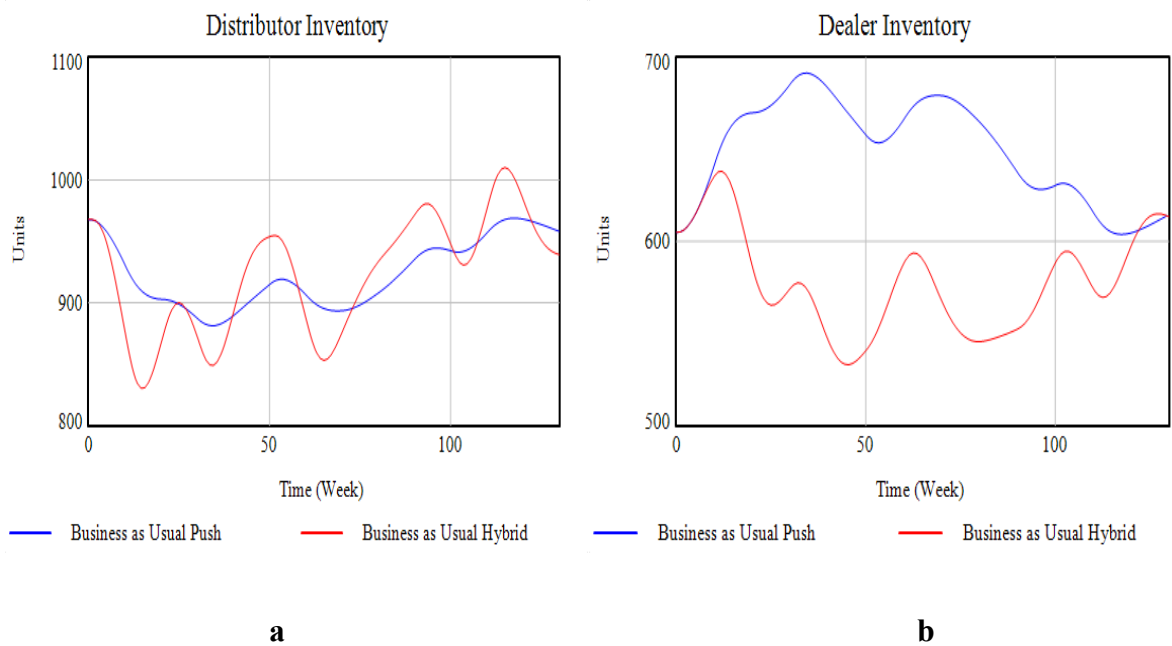 Distributor Inventory
1100
1000
900
800
Units
0 50 100
Time (Week)
Business as Usual Push Business as Usual Hybrid
a
Dealer Inventory
700
600
500
Units
0 50 100
Time (Week)
Business as Usual Push Business as Usual Hybrid
b